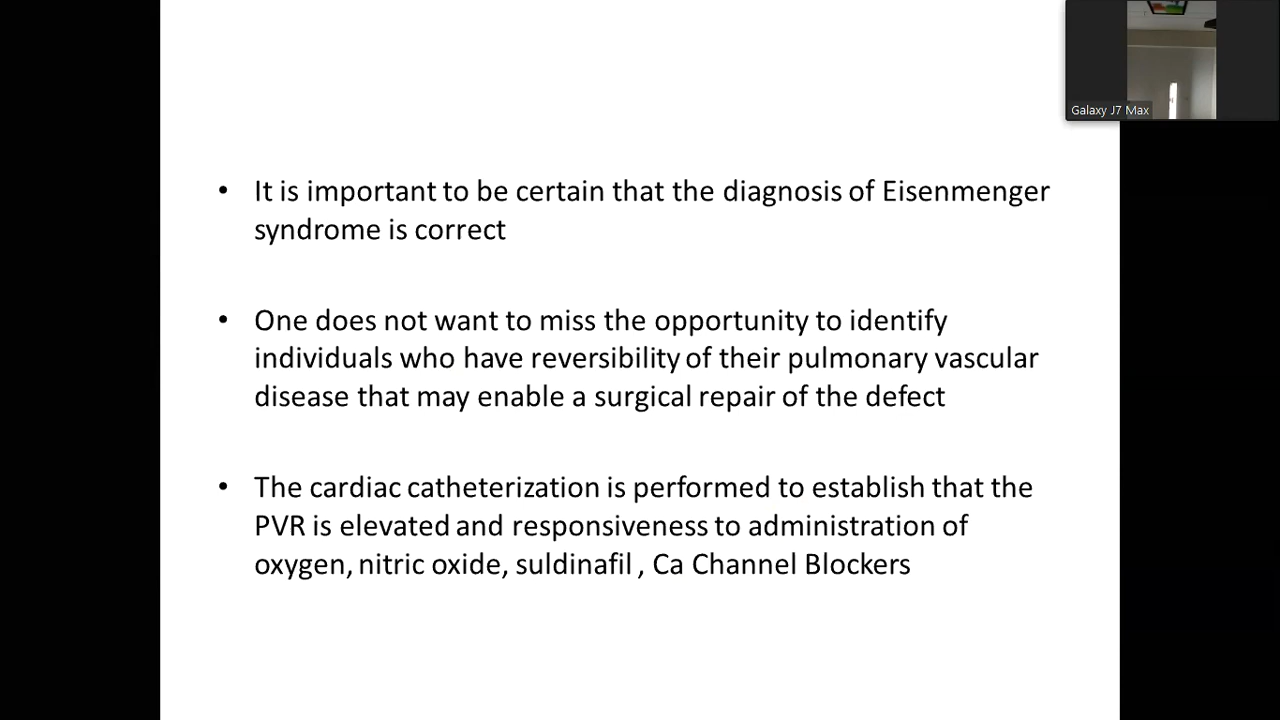 Galaxy J7 Max
• It is important to be certain that the diagnosis of Eisenmenger
syndrome is correct
• One does not want to miss the opportunity to identify
individuals who have reversibility of their pulmonary vascular
disease that may enable a surgical repair of the defect
• The cardiac catheterization is performed to establish that the
PVR is elevated and responsiveness to administration of
oxygen, nitric oxide, suldinafil , Ca Channel Blockers